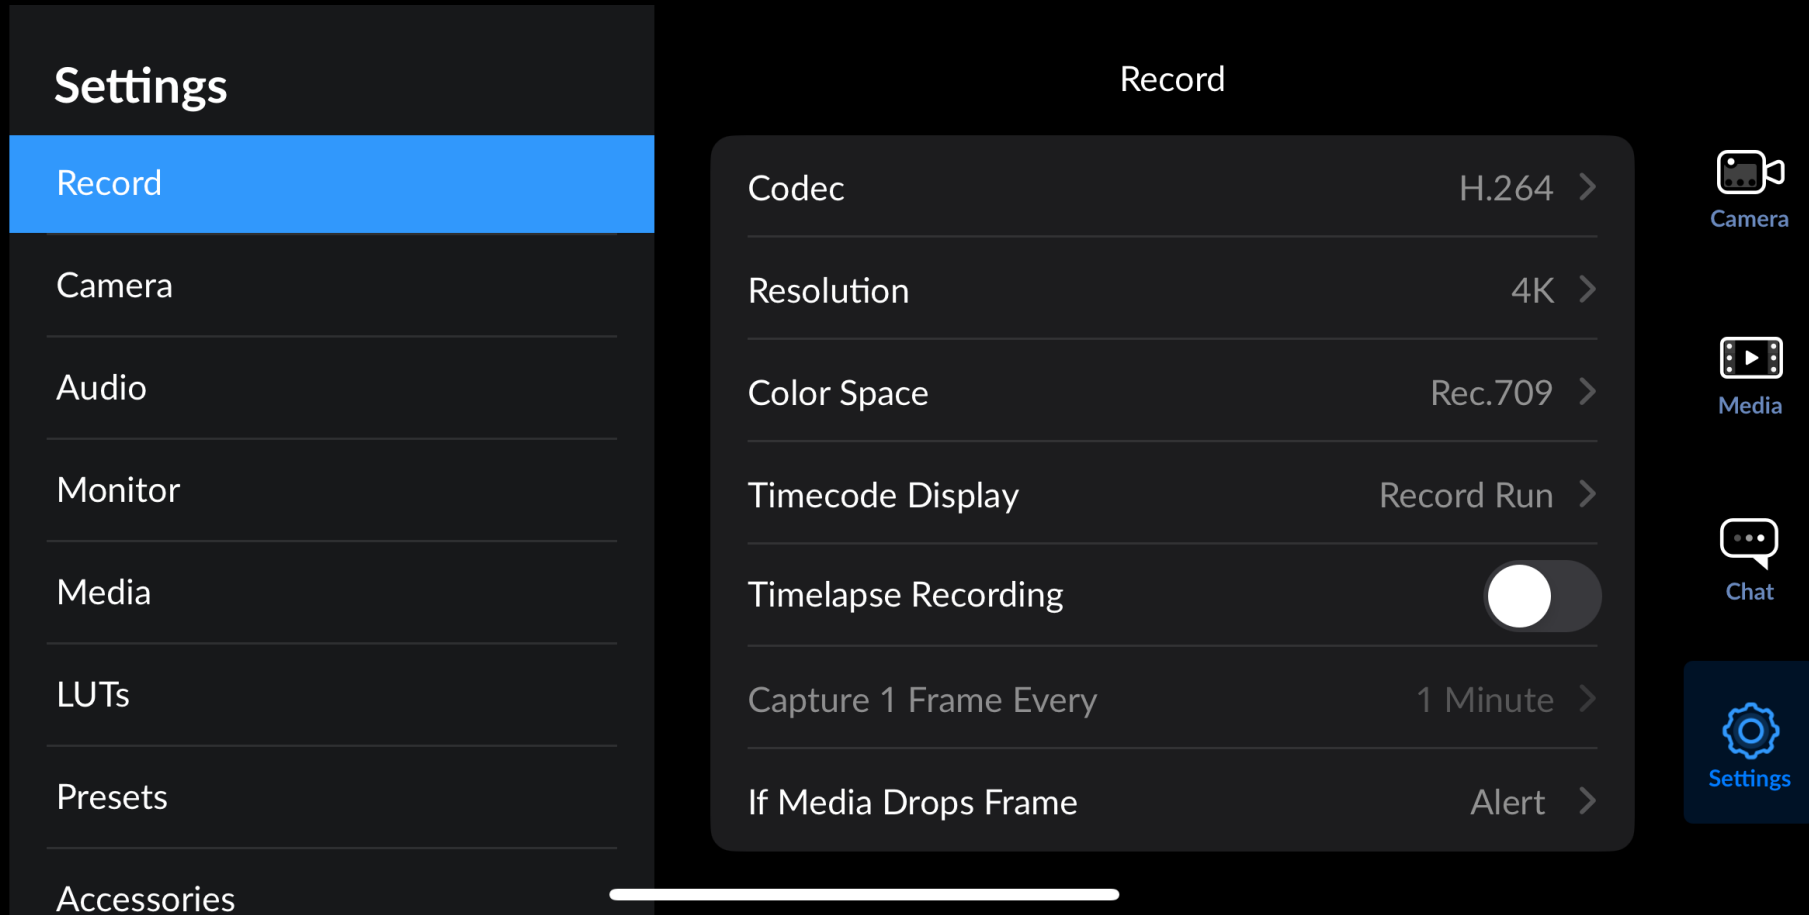 Settings
Record
Camera
Audio
Monitor
Media
LUTs
Presets
Accessories
Record
Codec H.264
Resolution 4K
Color Space Rec.709
Timecode Display Record Run
Timelapse Recording
Capture 1 Frame Every 1 Minute
If Media Drops Frame Alert
Camera
Media
Chat
Settings